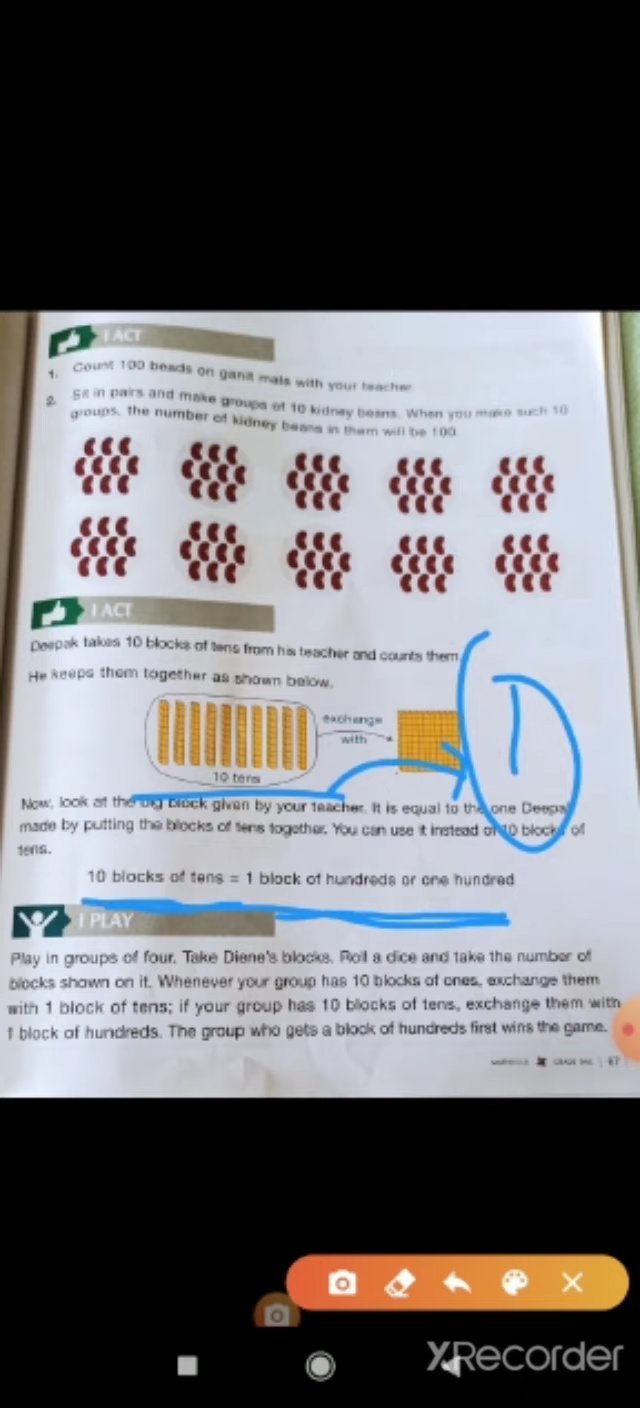 I ACT
1. Count 100 beads on ganit mala with your teacher.
2. Sit in pairs and make groups of 10 kidney beans. When you make such 10
groups, the number of kidney beans in them will be 100.
I ACT
Deepak takes 10 blocks of tens from his teacher and counts them.
He keeps them together as shown below.
exchange
with
10 tens
1
Now, look at the big block given by your teacher. It is equal to the one Deepak
made by putting the blocks of tens together. You can use it instead of 10 blocks of
tens.
10 blocks of tens = 1 block of hundreds or one hundred
I PLAY
Play in groups of four. Take Diene's blocks. Roll a dice and take the number of
blocks shown on it. Whenever your group has 10 blocks of ones, exchange them
with 1 block of tens; if your group has 10 blocks of tens, exchange them with
1 block of hundreds. The group who gets a block of hundreds first wins the game.
GRADE ONE | 67
XRecorder